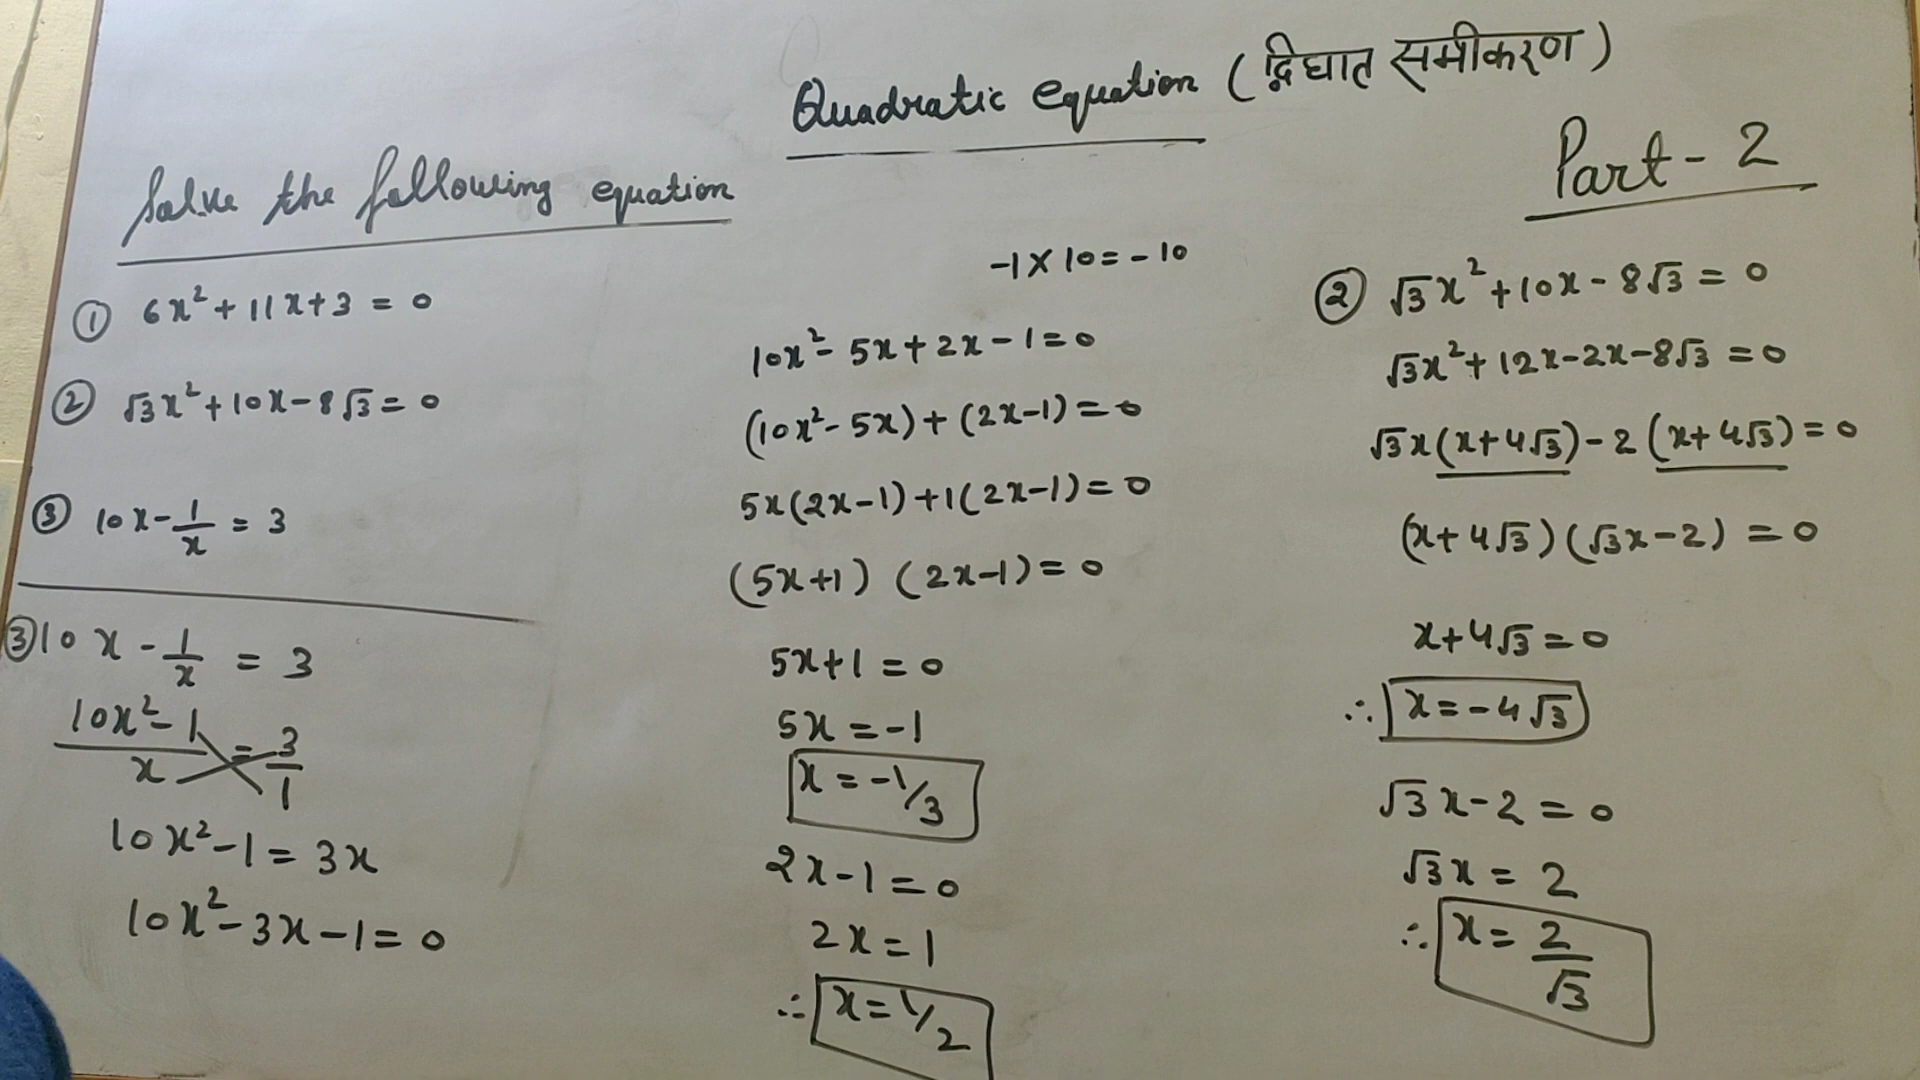 Quadratic equation (द्विघात समीकरण)
Part-2
Solve the following equation
① 6x²+11x+3 = 0
② √3x²+10x-8√3 = 0
③ 10x-1/x = 3
③ 10x-1/x = 3
10x²-1/x = 3/1
10x²-1 = 3x
10x²-3x-1 = 0
-1×10=-10
10x²-5x+2x-1=0
(10x²-5x)+(2x-1)=0
5x(2x-1)+1(2x-1)=0
(5x+1) (2x-1)=0
5x+1=0
5x=-1
x=-1/3
2x-1=0
2x=1
∴ x=1/2
② √3x²+10x-8√3=0
√3x²+12x-2x-8√3=0
√3x(x+4√3)-2(x+4√3)=0
(x+4√3)(√3x-2)=0
x+4√3=0
∴ x=-4√3
√3x-2=0
√3x=2
∴ x=2/√3